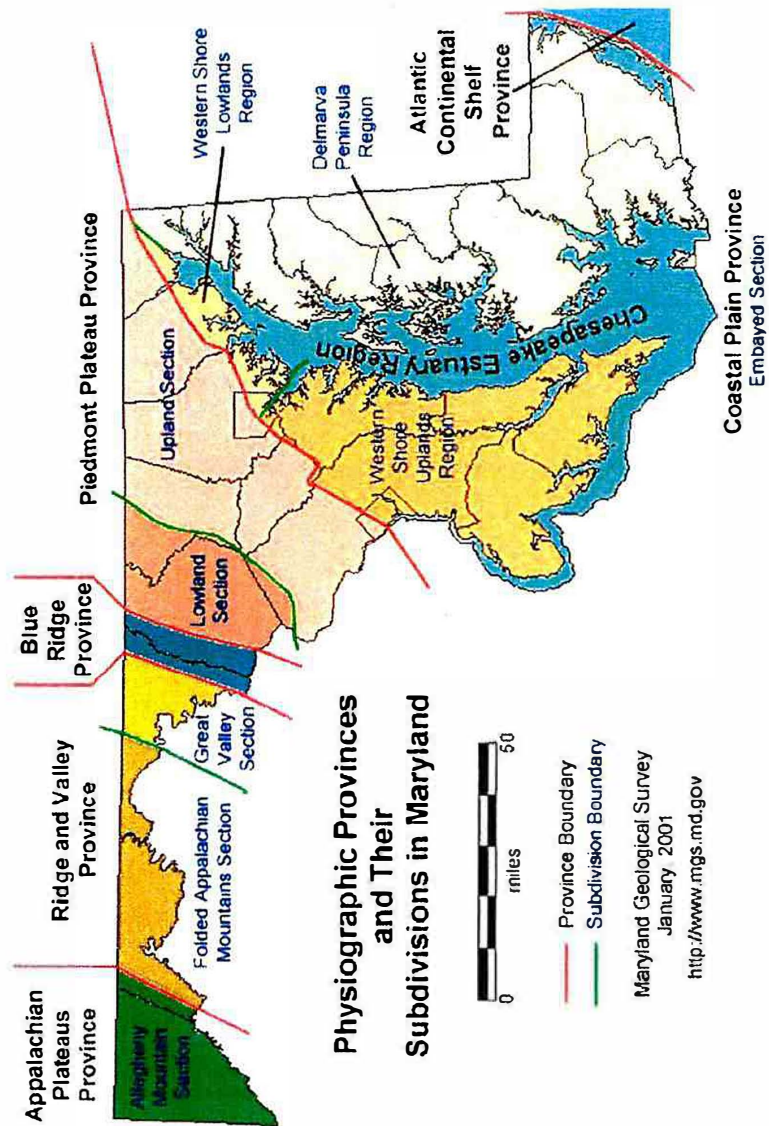 Appalachian
Plateaus
Province
Ridge and Valley
Province
Blue
Ridge
Province
Piedmont Plateau Province
Allegheny
Mountain
Section
Folded Appalachian
Mountains Section
Great
Valley
Section
Lowland
Section
Upland Section
Western Shore
Lowlands
Region
Delmarva
Peninsula
Region
Atlantic
Continental
Shelf
Province
Western
Shore
Uplands
Region
Chesapeake Estuary Region
Coastal Plain Province
Embayed Section
Physiographic Provinces
and Their
Subdivisions in Maryland
0 50
miles
Province Boundary
Subdivision Boundary
Maryland Geological Survey
January, 2001
http://www.mgs.md.gov